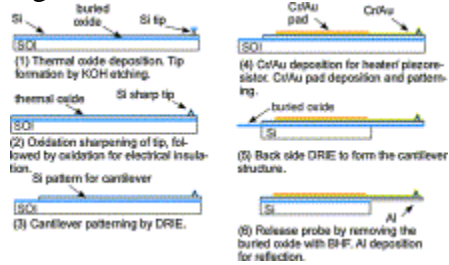 Si
buried
oxide
Si tip
SOI
(1) Thermal oxide deposition. Tip
formation by KOH etching.
thermal oxide
Si sharp tip
SOI
(2) Oxidation sharpening of tip, fol-
lowed by oxidation for electrical insula-
tion.
Si pattern for cantilever
SOI
(3) Cantilever patterning by DRIE.
Cr/Au
pad
Cr/Au
SOI
(4) Cr/Au deposition for heater/ piezore-
sistor. Cr/Au pad deposition and pattern-
ing.
buried oxide
Si
(5) Back side DRIE to form the cantilever
structure.
Si
Al
(6) Release probe by removing the
buried oxide with BHF. Al deposition
for reflection.